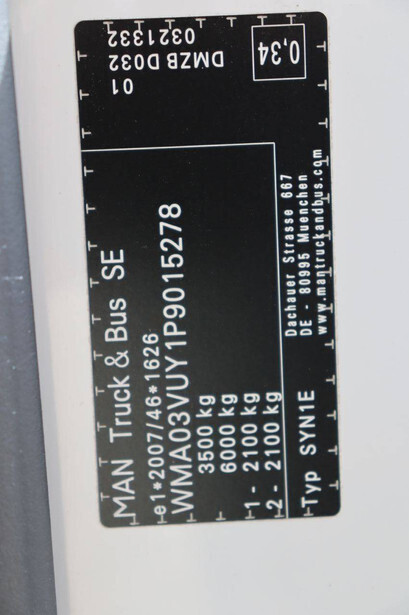 MAN Truck & Bus SE
e1*2007/46*1626
WMA03VUY1P9015278
3500 kg
6000 kg
1 - 2100 kg
2 - 2100 kg
Typ SYN1E
Dachauer Strasse 667
DE - 80995 Muenchen
www.mantruckandbus.com
01
DMZB D032
0321332
0,34